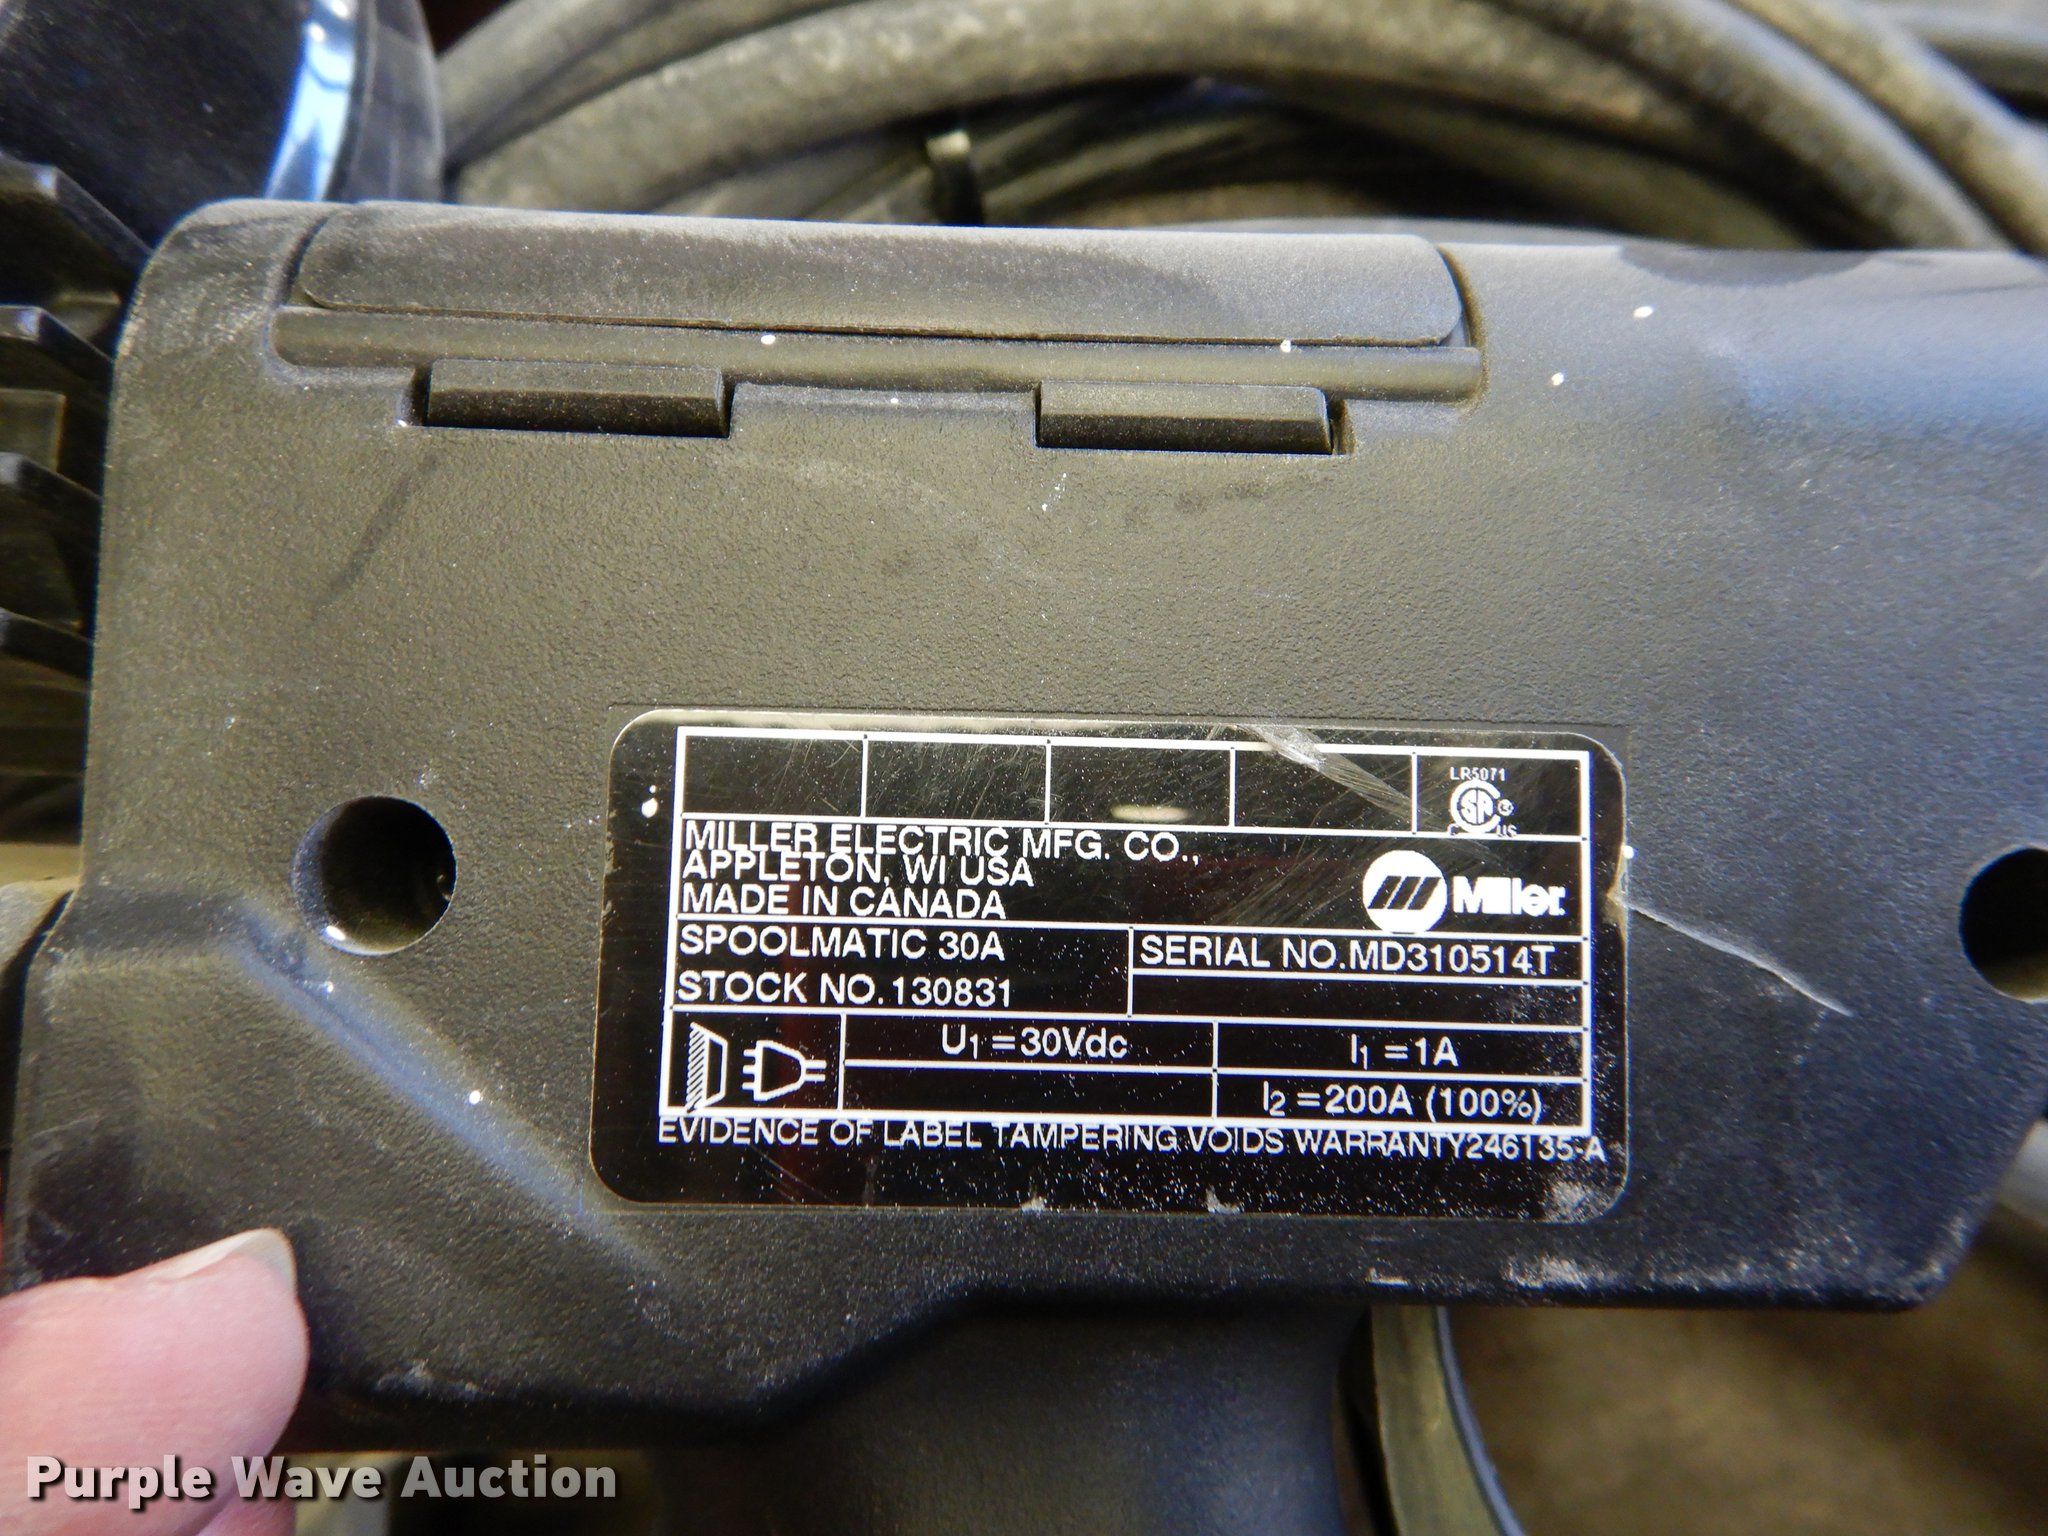 LR5071
MILLER ELECTRIC MFG. CO.,
APPLETON, WI USA
MADE IN CANADA
Miller
SPOOLMATIC 30A
SERIAL NO.MD310514T
STOCK NO.130831
U1 =30Vdc
I1 =1A
I2 =200A (100%)
EVIDENCE OF LABEL TAMPERING VOIDS WARRANTY246135-A
Purple Wave Auction